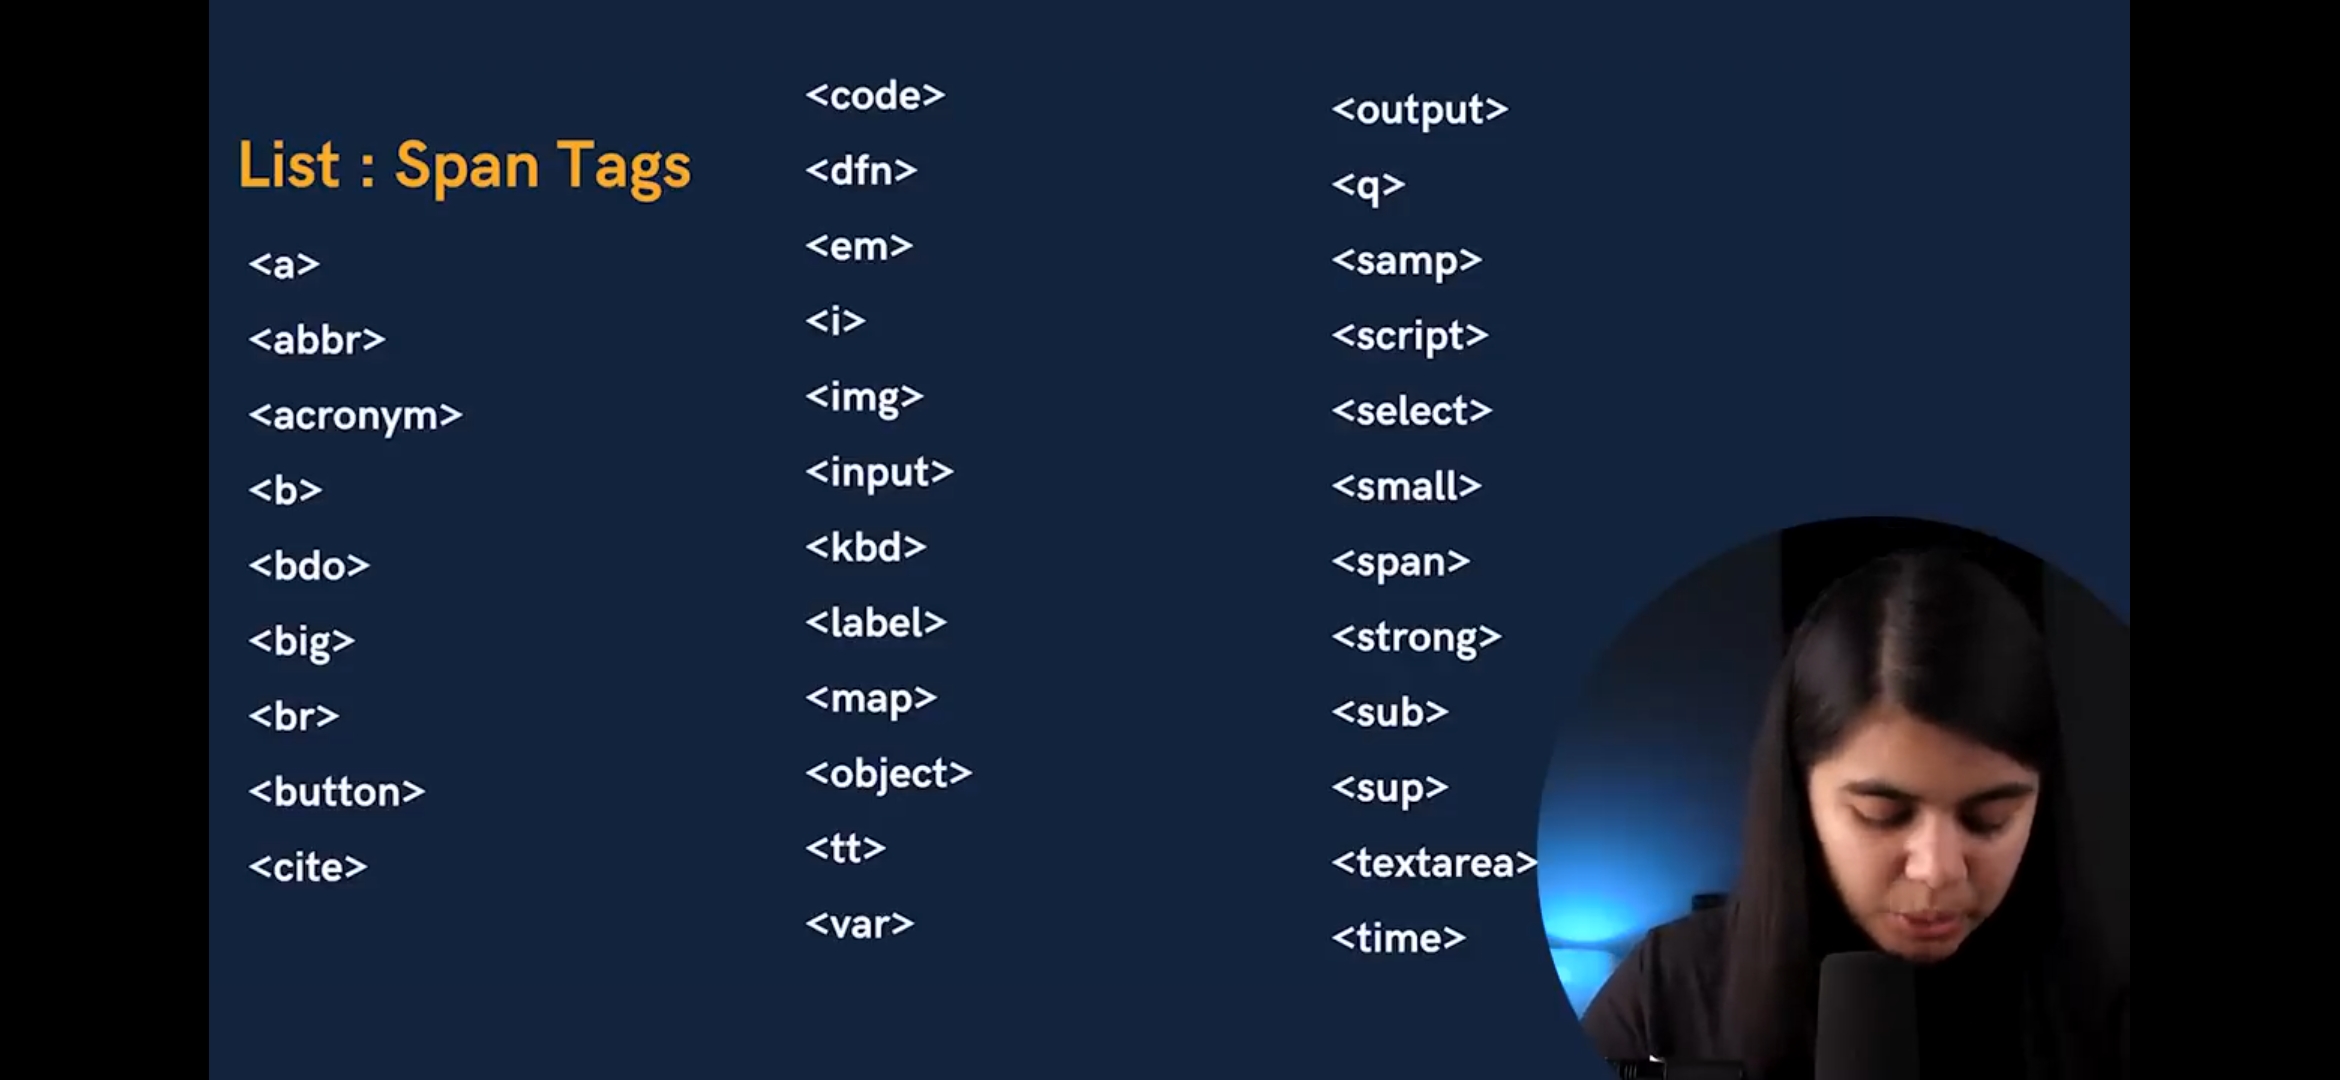 List : Span Tags
<a>
<abbr>
<acronym>
<b>
<bdo>
<big>
<br>
<button>
<cite>
<code>
<dfn>
<em>
<i>
<img>
<input>
<kbd>
<label>
<map>
<object>
<tt>
<var>
<output>
<q>
<samp>
<script>
<select>
<small>
<span>
<strong>
<sub>
<sup>
<textarea>
<time>